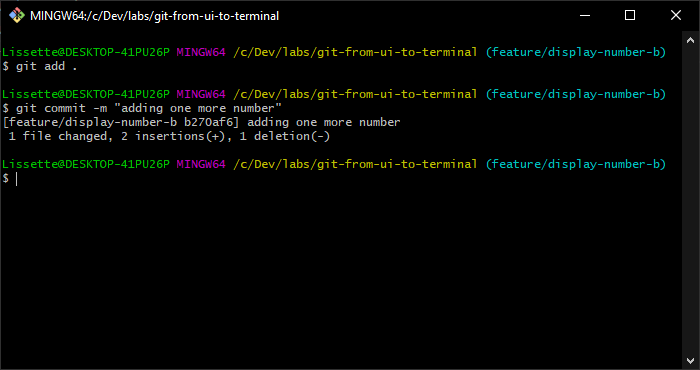 MINGW64:/c/Dev/labs/git-from-ui-to-terminal
Lissette@DESKTOP-41PU26P MINGW64 /c/Dev/labs/git-from-ui-to-terminal (feature/display-number-b)
$ git add .
Lissette@DESKTOP-41PU26P MINGW64 /c/Dev/labs/git-from-ui-to-terminal (feature/display-number-b)
$ git commit -m "adding one more number"
[feature/display-number-b b270af6] adding one more number
1 file changed, 2 insertions(+), 1 deletion(-)
Lissette@DESKTOP-41PU26P MINGW64 /c/Dev/labs/git-from-ui-to-terminal (feature/display-number-b)
$